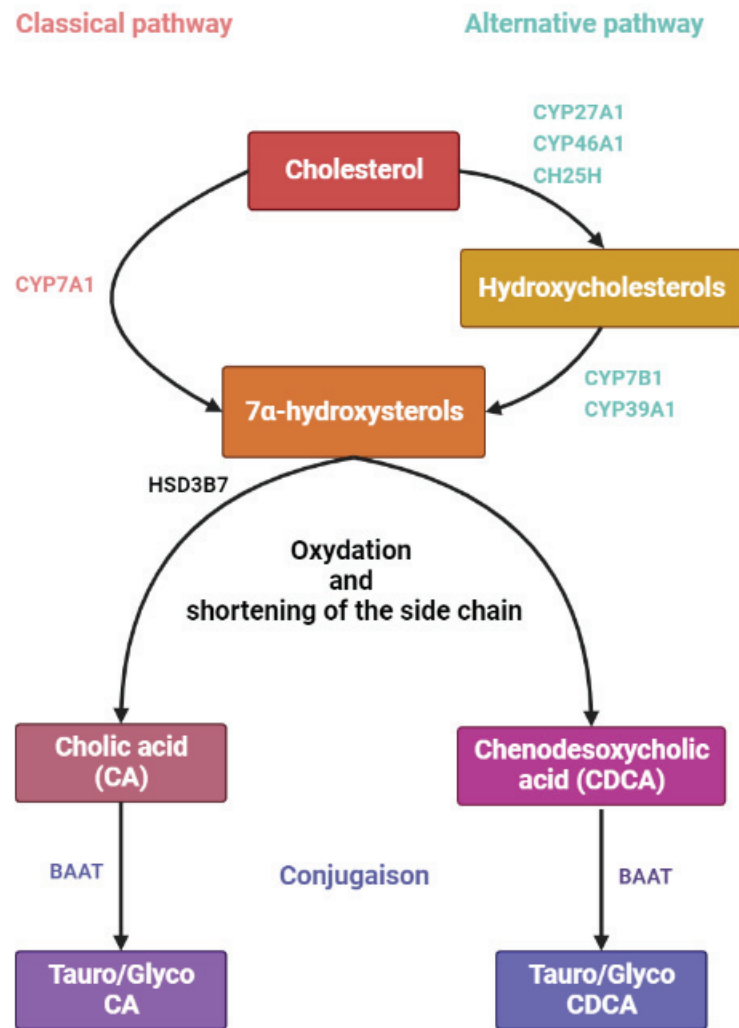 Classical pathway
Alternative pathway
CYP27A1
CYP46A1
CH25H
Cholesterol
CYP7A1
Hydroxycholesterols
CYP7B1
CYP39A1
7α-hydroxysterols
HSD3B7
Oxydation
and
shortening of the side chain
Cholic acid
(CA)
Chenodesoxycholic
acid (CDCA)
BAAT
Conjugaison
BAAT
Tauro/Glyco
CA
Tauro/Glyco
CDCA